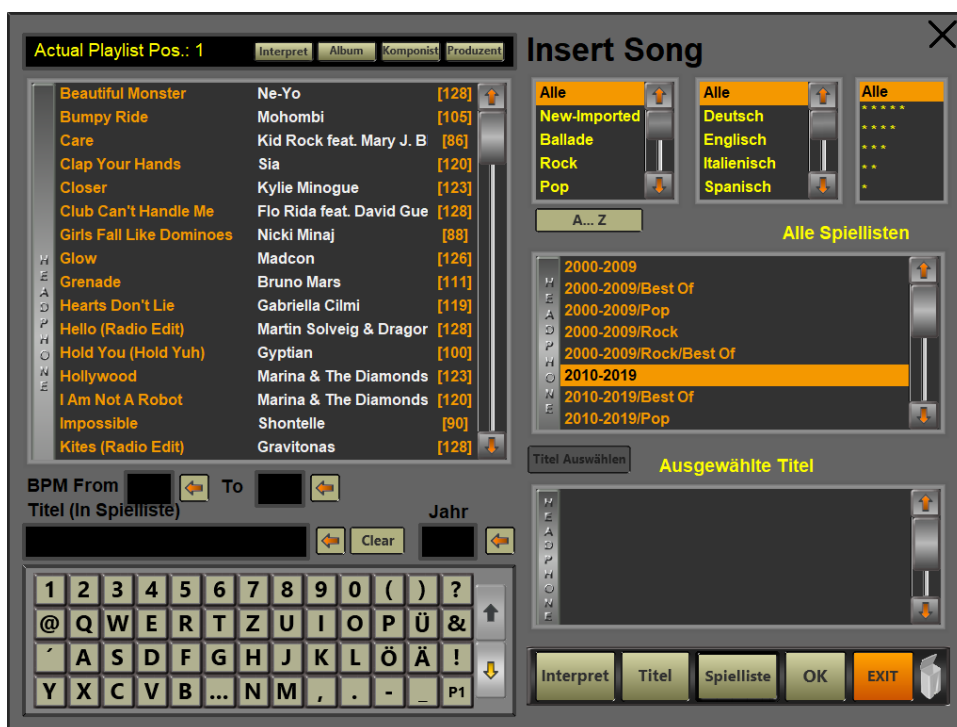 Actual Playlist Pos.: 1
Interpret Album Komponist Produzent
Insert Song
Beautiful Monster Ne-Yo [128]
Bumpy Ride Mohombi [105]
Care Kid Rock feat. Mary J. B [86]
Clap Your Hands Sia [120]
Closer Kylie Minogue [123]
Club Can't Handle Me Flo Rida feat. David Gue [128]
Girls Fall Like Dominoes Nicki Minaj [88]
Glow Madcon [126]
Grenade Bruno Mars [111]
Hearts Don't Lie Gabriella Cilmi [119]
Hello (Radio Edit) Martin Solveig & Dragor [128]
Hold You (Hold Yuh) Gyptian [100]
Hollywood Marina & The Diamonds [123]
I Am Not A Robot Marina & The Diamonds [120]
Impossible Shontelle [90]
Kites (Radio Edit) Gravitonas [128]
HEADPHONE
Alle
New-Imported
Ballade
Rock
Pop
Alle
Deutsch
Englisch
Italienisch
Spanisch
Alle
* * * * *
* * * *
* * *
* *
*
A... Z
Alle Spiellisten
HEADPHONE
2000-2009
2000-2009/Best Of
2000-2009/Pop
2000-2009/Rock
2000-2009/Rock/Best Of
2010-2019
2010-2019/Best Of
2010-2019/Pop
Titel Auswählen
Ausgewählte Titel
HEADPHONE
BPM From To
Titel (In Spielliste) Jahr
Clear
1 2 3 4 5 6 7 8 9 0 ( ) ?
@ Q W E R T Z U I O P Ü &
´ A S D F G H J K L Ö Ä !
Y X C V B ... N M , . - _ P1
Interpret Titel Spielliste OK EXIT